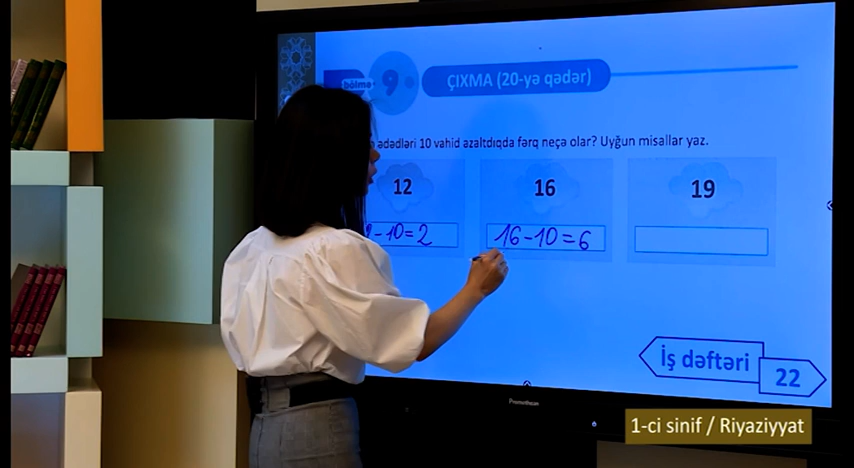 bölmə 9
ÇIXMA (20-yə qədər)
ədədləri 10 vahid azaltdıqda fərq neçə olar? Uyğun misallar yaz.
12 16 19
- 10 = 2 16 - 10 = 6
İş dəftəri
22
Promethean
1-ci sinif / Riyaziyyat